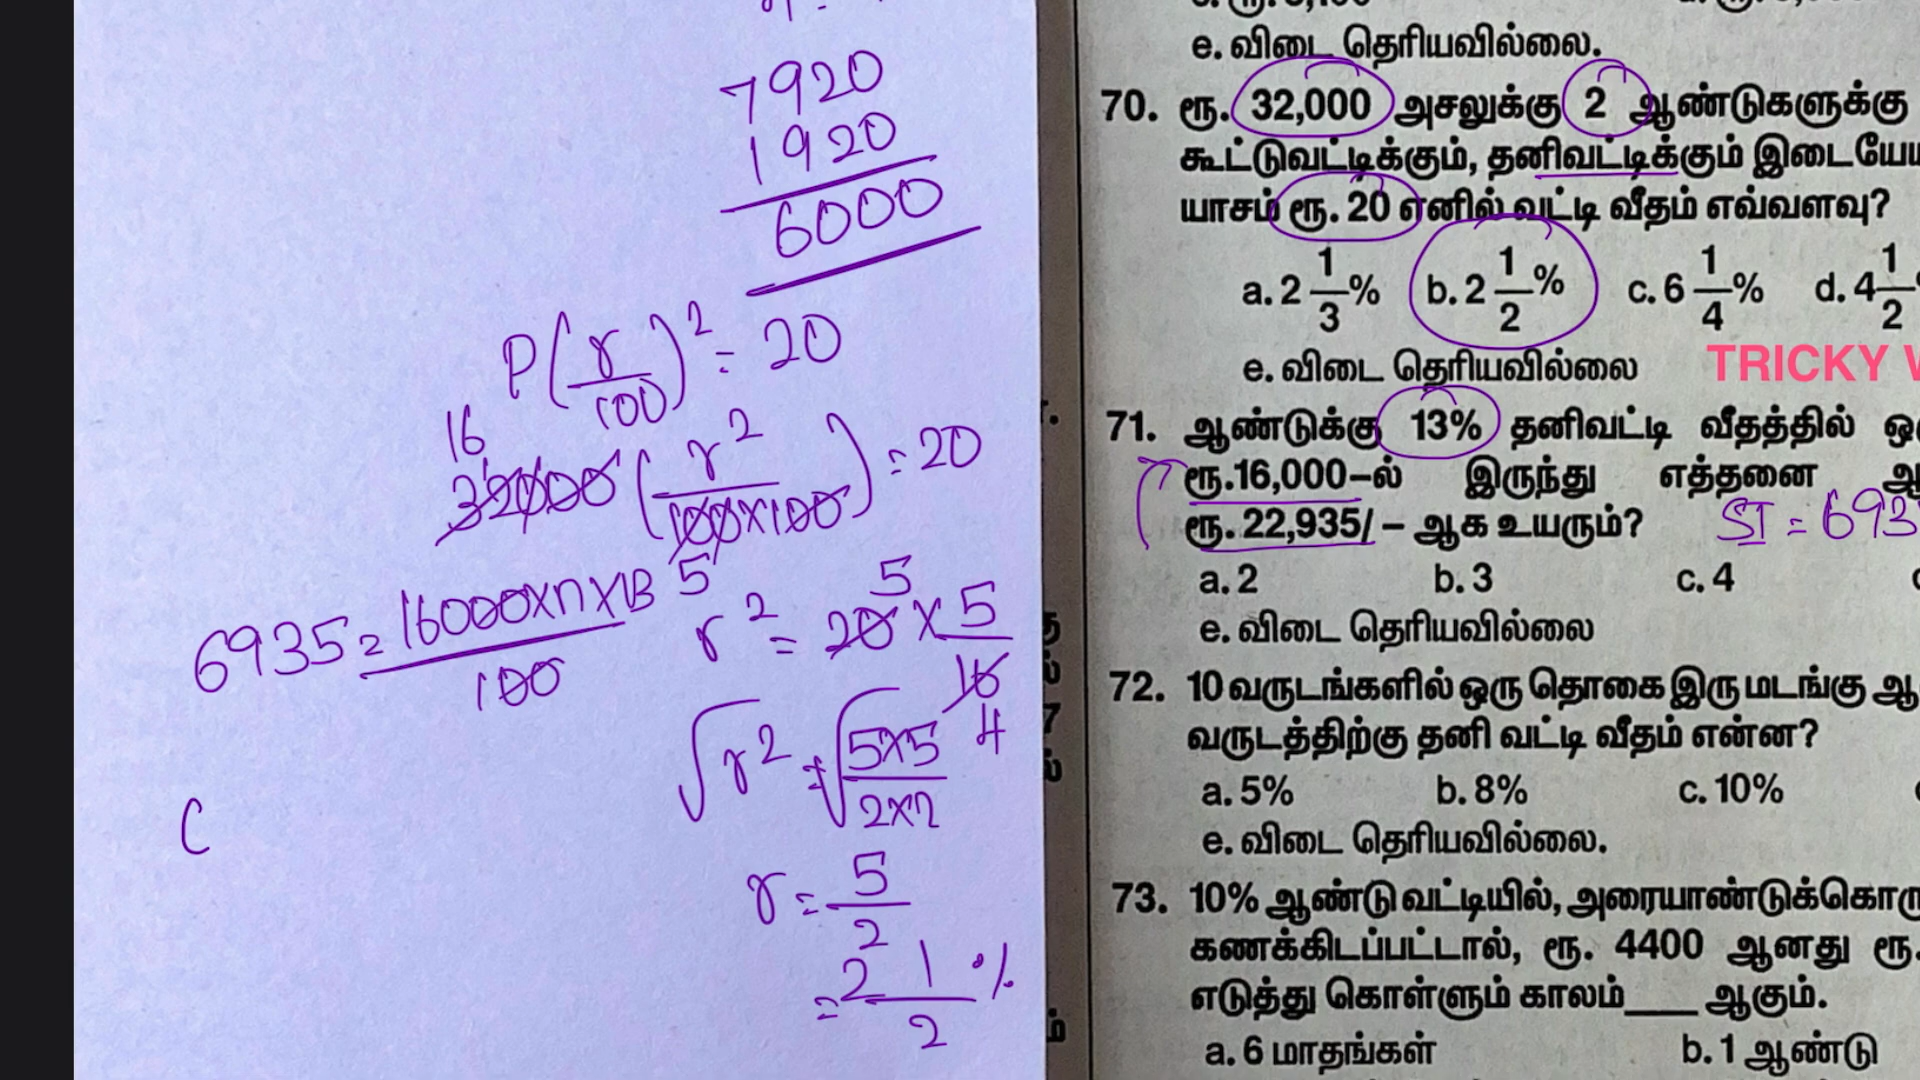 7920
1920
6000
P(r/100)² = 20
16
32000 (r²/100×100) = 20
5
6935 = 16000×n×13/100
5
r² = 20 × 5/16
4
√r² = √5×5/2×2
C
r = 5/2
= 2 1/2 %
e. விடை தெரியவில்லை.
70. ரூ. 32,000 அசலுக்கு 2 ஆண்டுகளுக்கு
கூட்டுவட்டிக்கும், தனிவட்டிக்கும் இடையே
யாசம் ரூ. 20 எனில் வட்டி வீதம் எவ்வளவு?
a. 2 1/3 % b. 2 1/2 % c. 6 1/4 % d. 4 1/2
e. விடை தெரியவில்லை
TRICKY
71. ஆண்டுக்கு 13% தனிவட்டி வீதத்தில்
ரூ.16,000-ல் இருந்து எத்தனை
ரூ. 22,935/- ஆக உயரும்? SI = 693
a. 2 b. 3 c. 4
e. விடை தெரியவில்லை
72. 10 வருடங்களில் ஒரு தொகை இரு மடங்கு
வருடத்திற்கு தனி வட்டி வீதம் என்ன?
a. 5% b. 8% c. 10%
e. விடை தெரியவில்லை.
73. 10% ஆண்டு வட்டியில், அரையாண்டுக்கொரு
கணக்கிடப்பட்டால், ரூ. 4400 ஆனது ரூ.
எடுத்து கொள்ளும் காலம்____ ஆகும்.
a. 6 மாதங்கள் b. 1 ஆண்டு